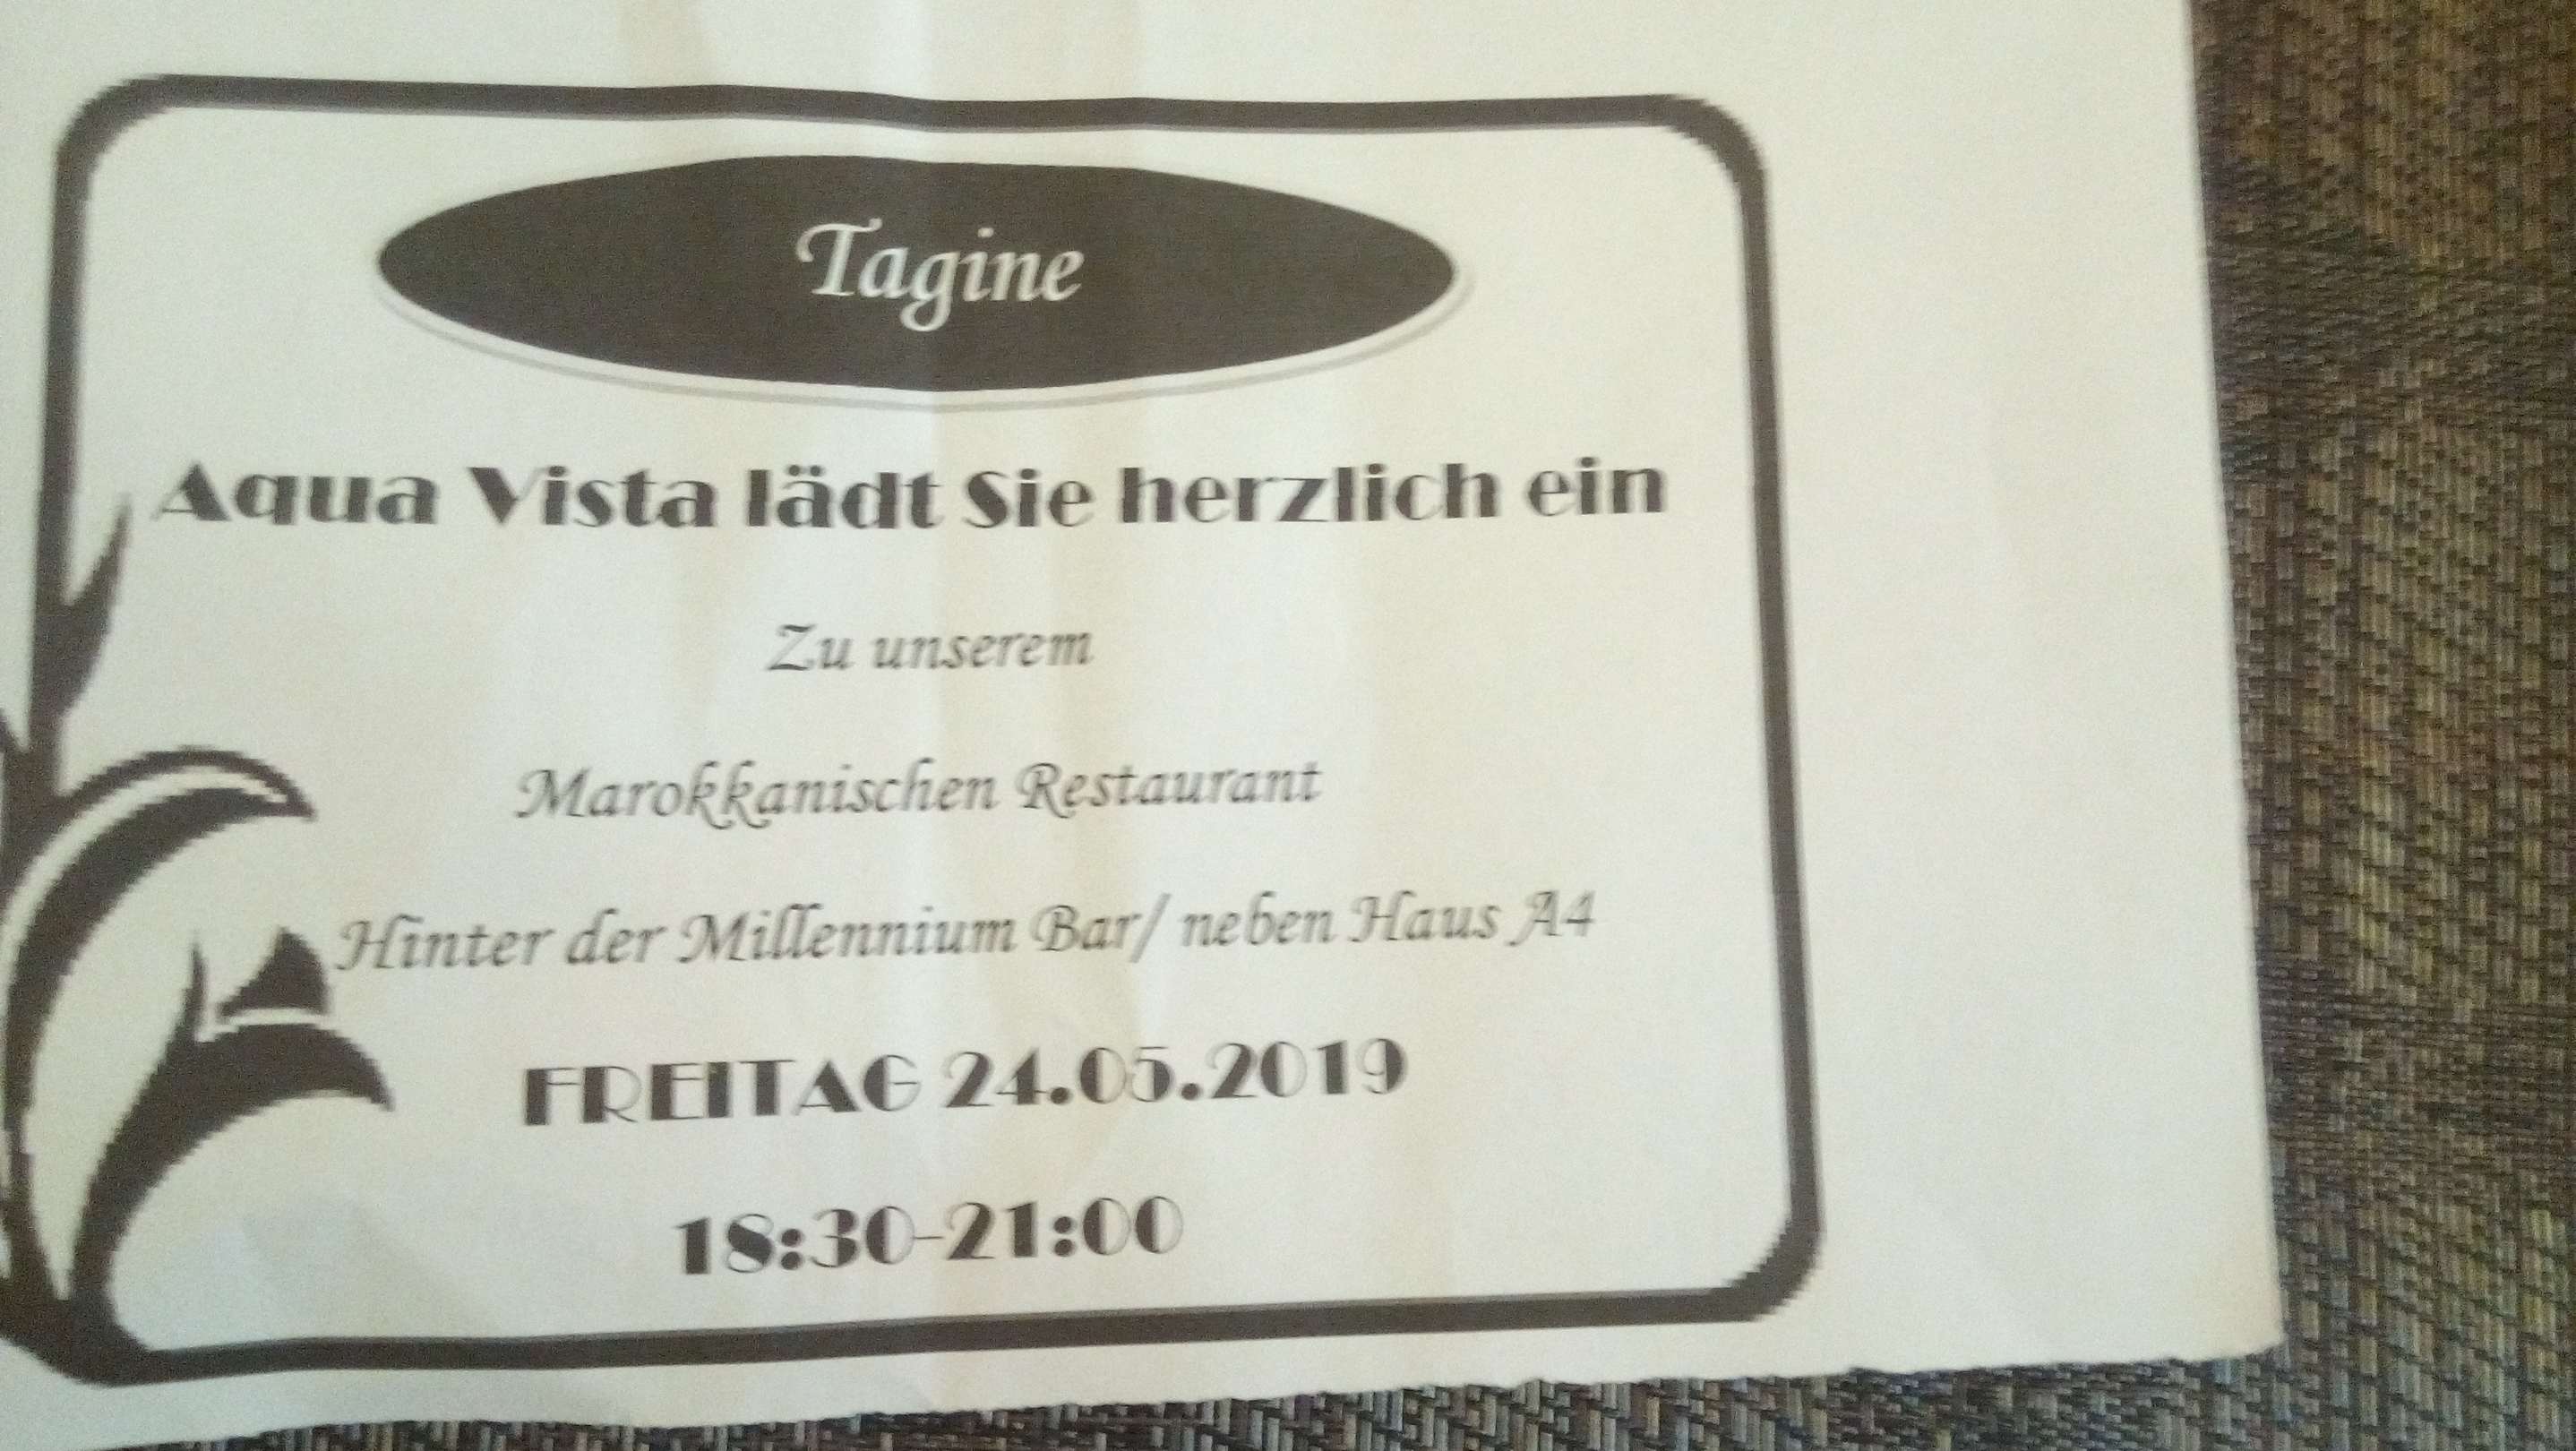 Tagine
Aqua Vista lädt Sie herzlich ein
Zu unserem
Marokkanischen Restaurant
Hinter der Millennium Bar/ neben Haus A4
FREITAG 24.05.2019
18:30-21:00